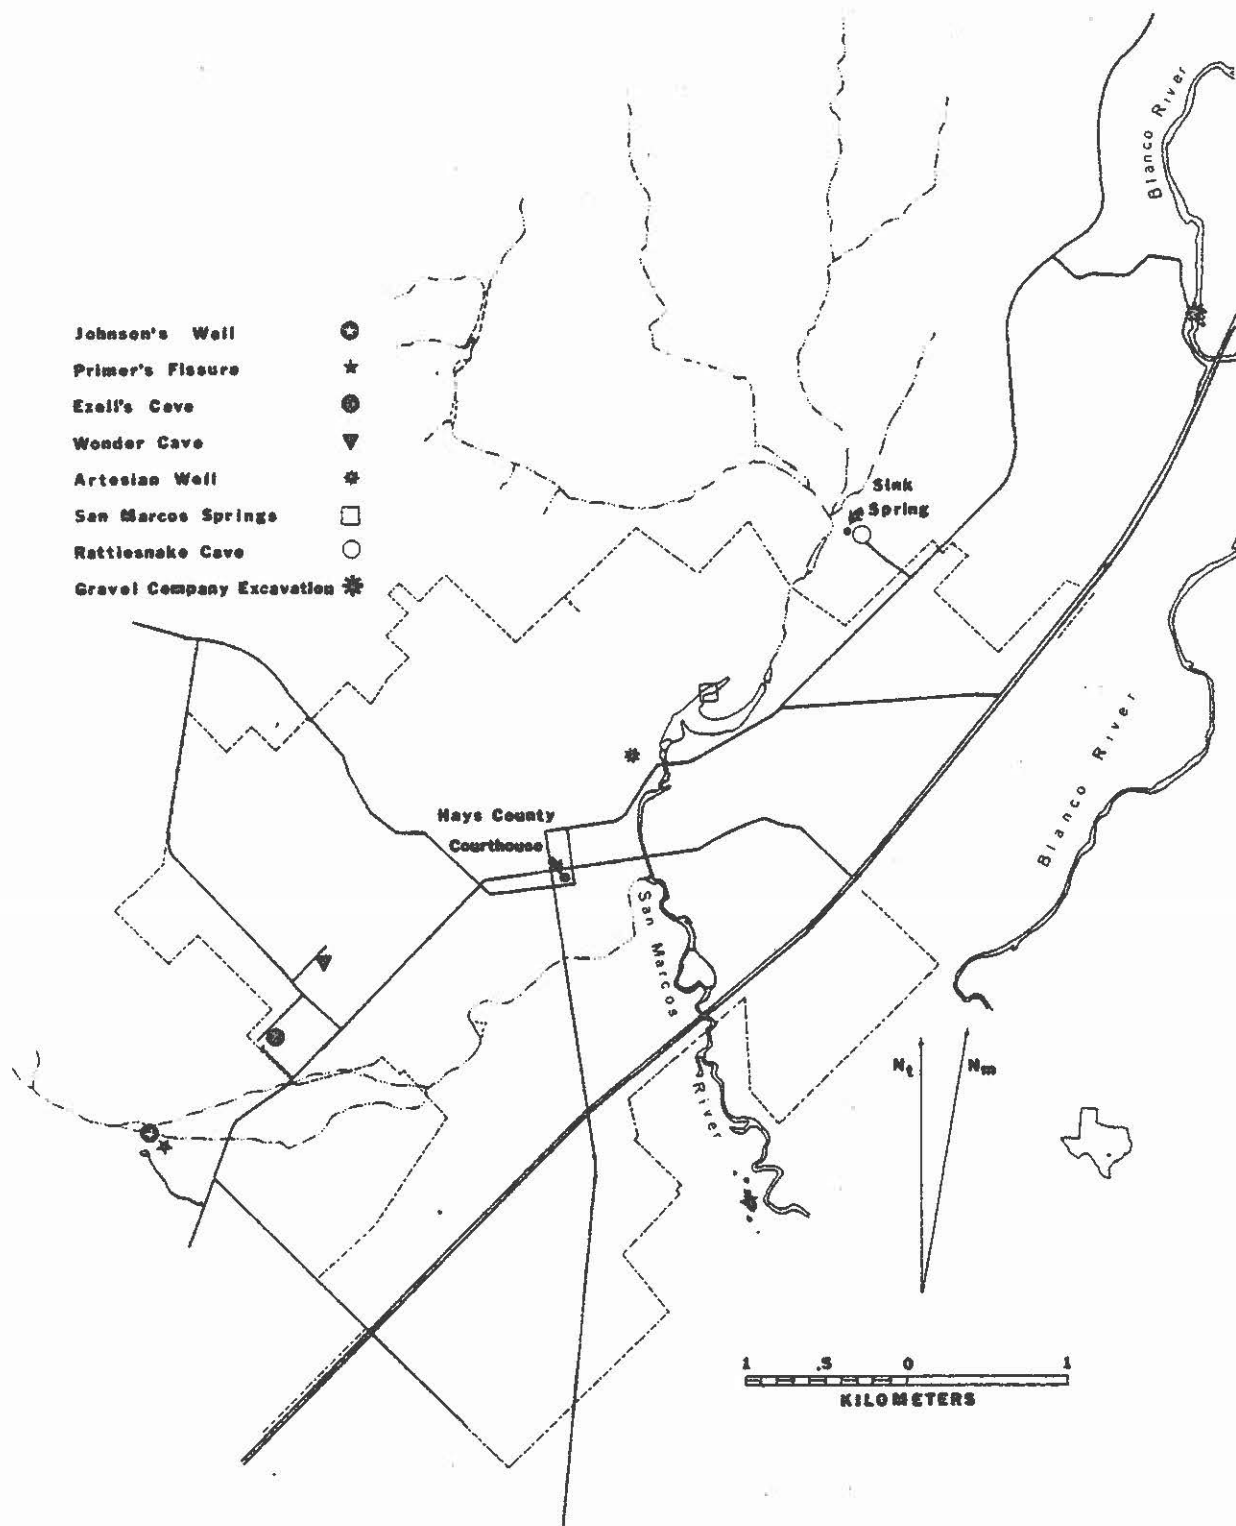 Blanco River
Johnson's Well
Primer's Fissure
Ezell's Cave
Wonder Cave
Artesian Well
San Marcos Springs
Rattlesnake Cave
Gravel Company Excavation
Sink
Spring
Hays County
Courthouse
Blanco River
San Marcos
River
Nt
Nm
1 .5 0 1
KILOMETERS